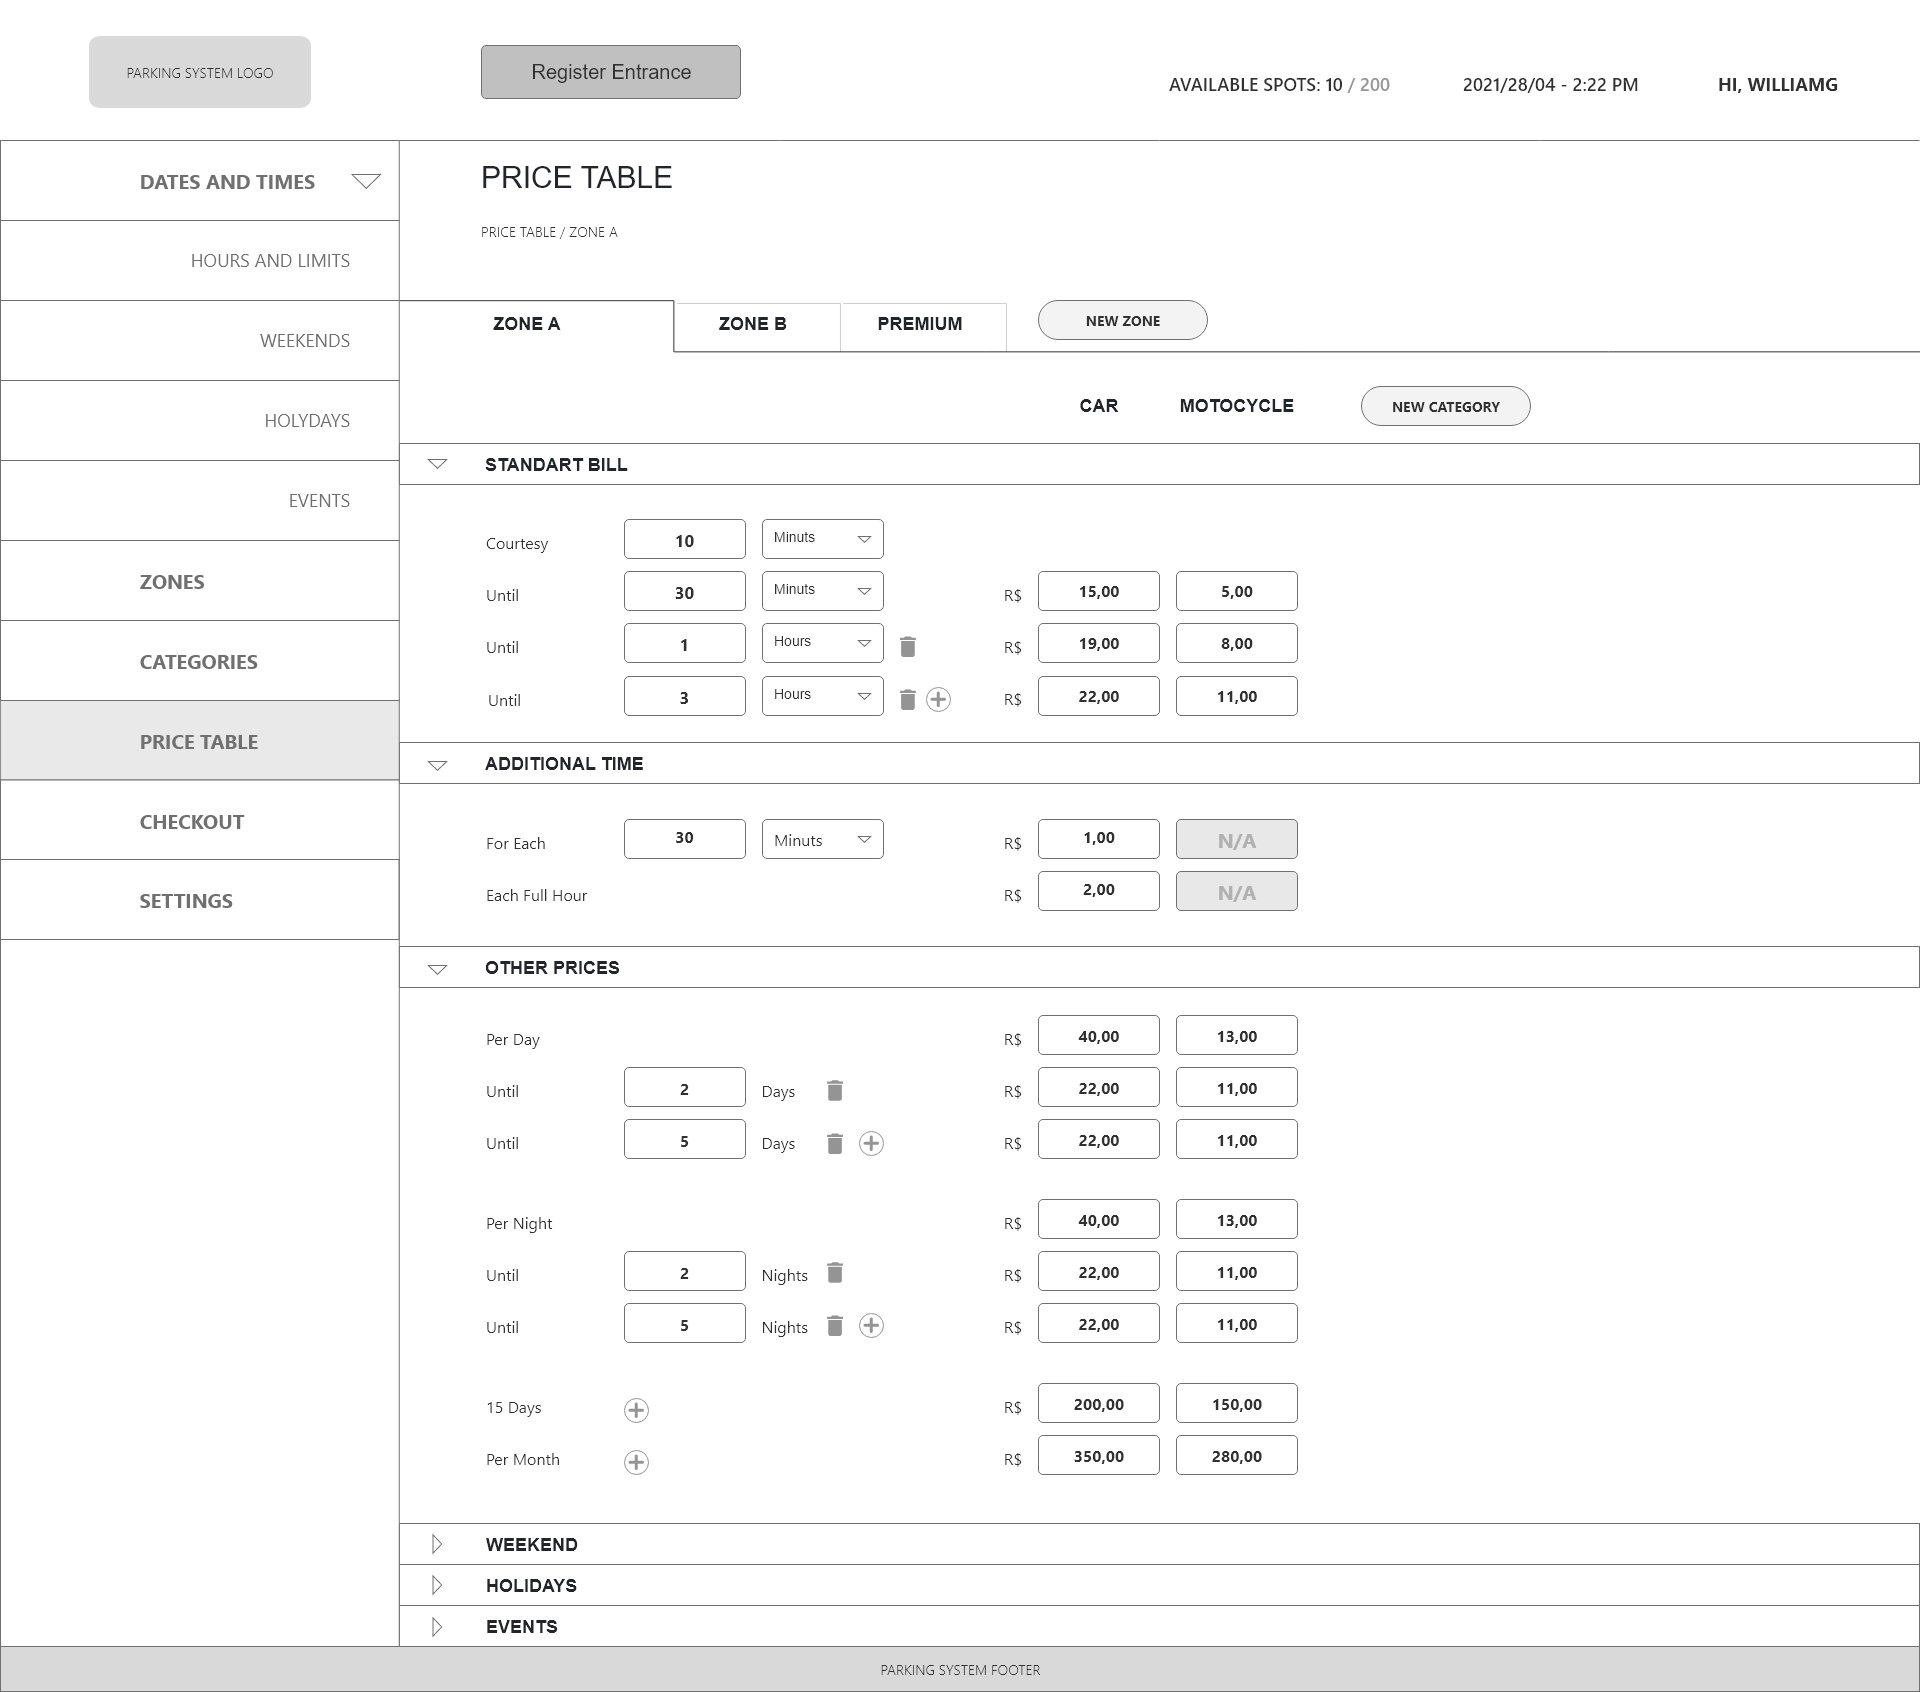 PARKING SYSTEM LOGO
Register Entrance
AVAILABLE SPOTS: 10 / 200
2021/28/04 - 2:22 PM
HI, WILLIAMG
DATES AND TIMES
HOURS AND LIMITS
WEEKENDS
HOLYDAYS
EVENTS
ZONES
CATEGORIES
PRICE TABLE
CHECKOUT
SETTINGS
PRICE TABLE
PRICE TABLE / ZONE A
ZONE A ZONE B PREMIUM NEW ZONE
CAR MOTOCYCLE NEW CATEGORY
STANDART BILL
Courtesy 10 Minuts
Until 30 Minuts R$ 15,00 5,00
Until 1 Hours R$ 19,00 8,00
Until 3 Hours R$ 22,00 11,00
ADDITIONAL TIME
For Each 30 Minuts R$ 1,00 N/A
Each Full Hour R$ 2,00 N/A
OTHER PRICES
Per Day R$ 40,00 13,00
Until 2 Days R$ 22,00 11,00
Until 5 Days R$ 22,00 11,00
Per Night R$ 40,00 13,00
Until 2 Nights R$ 22,00 11,00
Until 5 Nights R$ 22,00 11,00
15 Days R$ 200,00 150,00
Per Month R$ 350,00 280,00
WEEKEND
HOLIDAYS
EVENTS
PARKING SYSTEM FOOTER